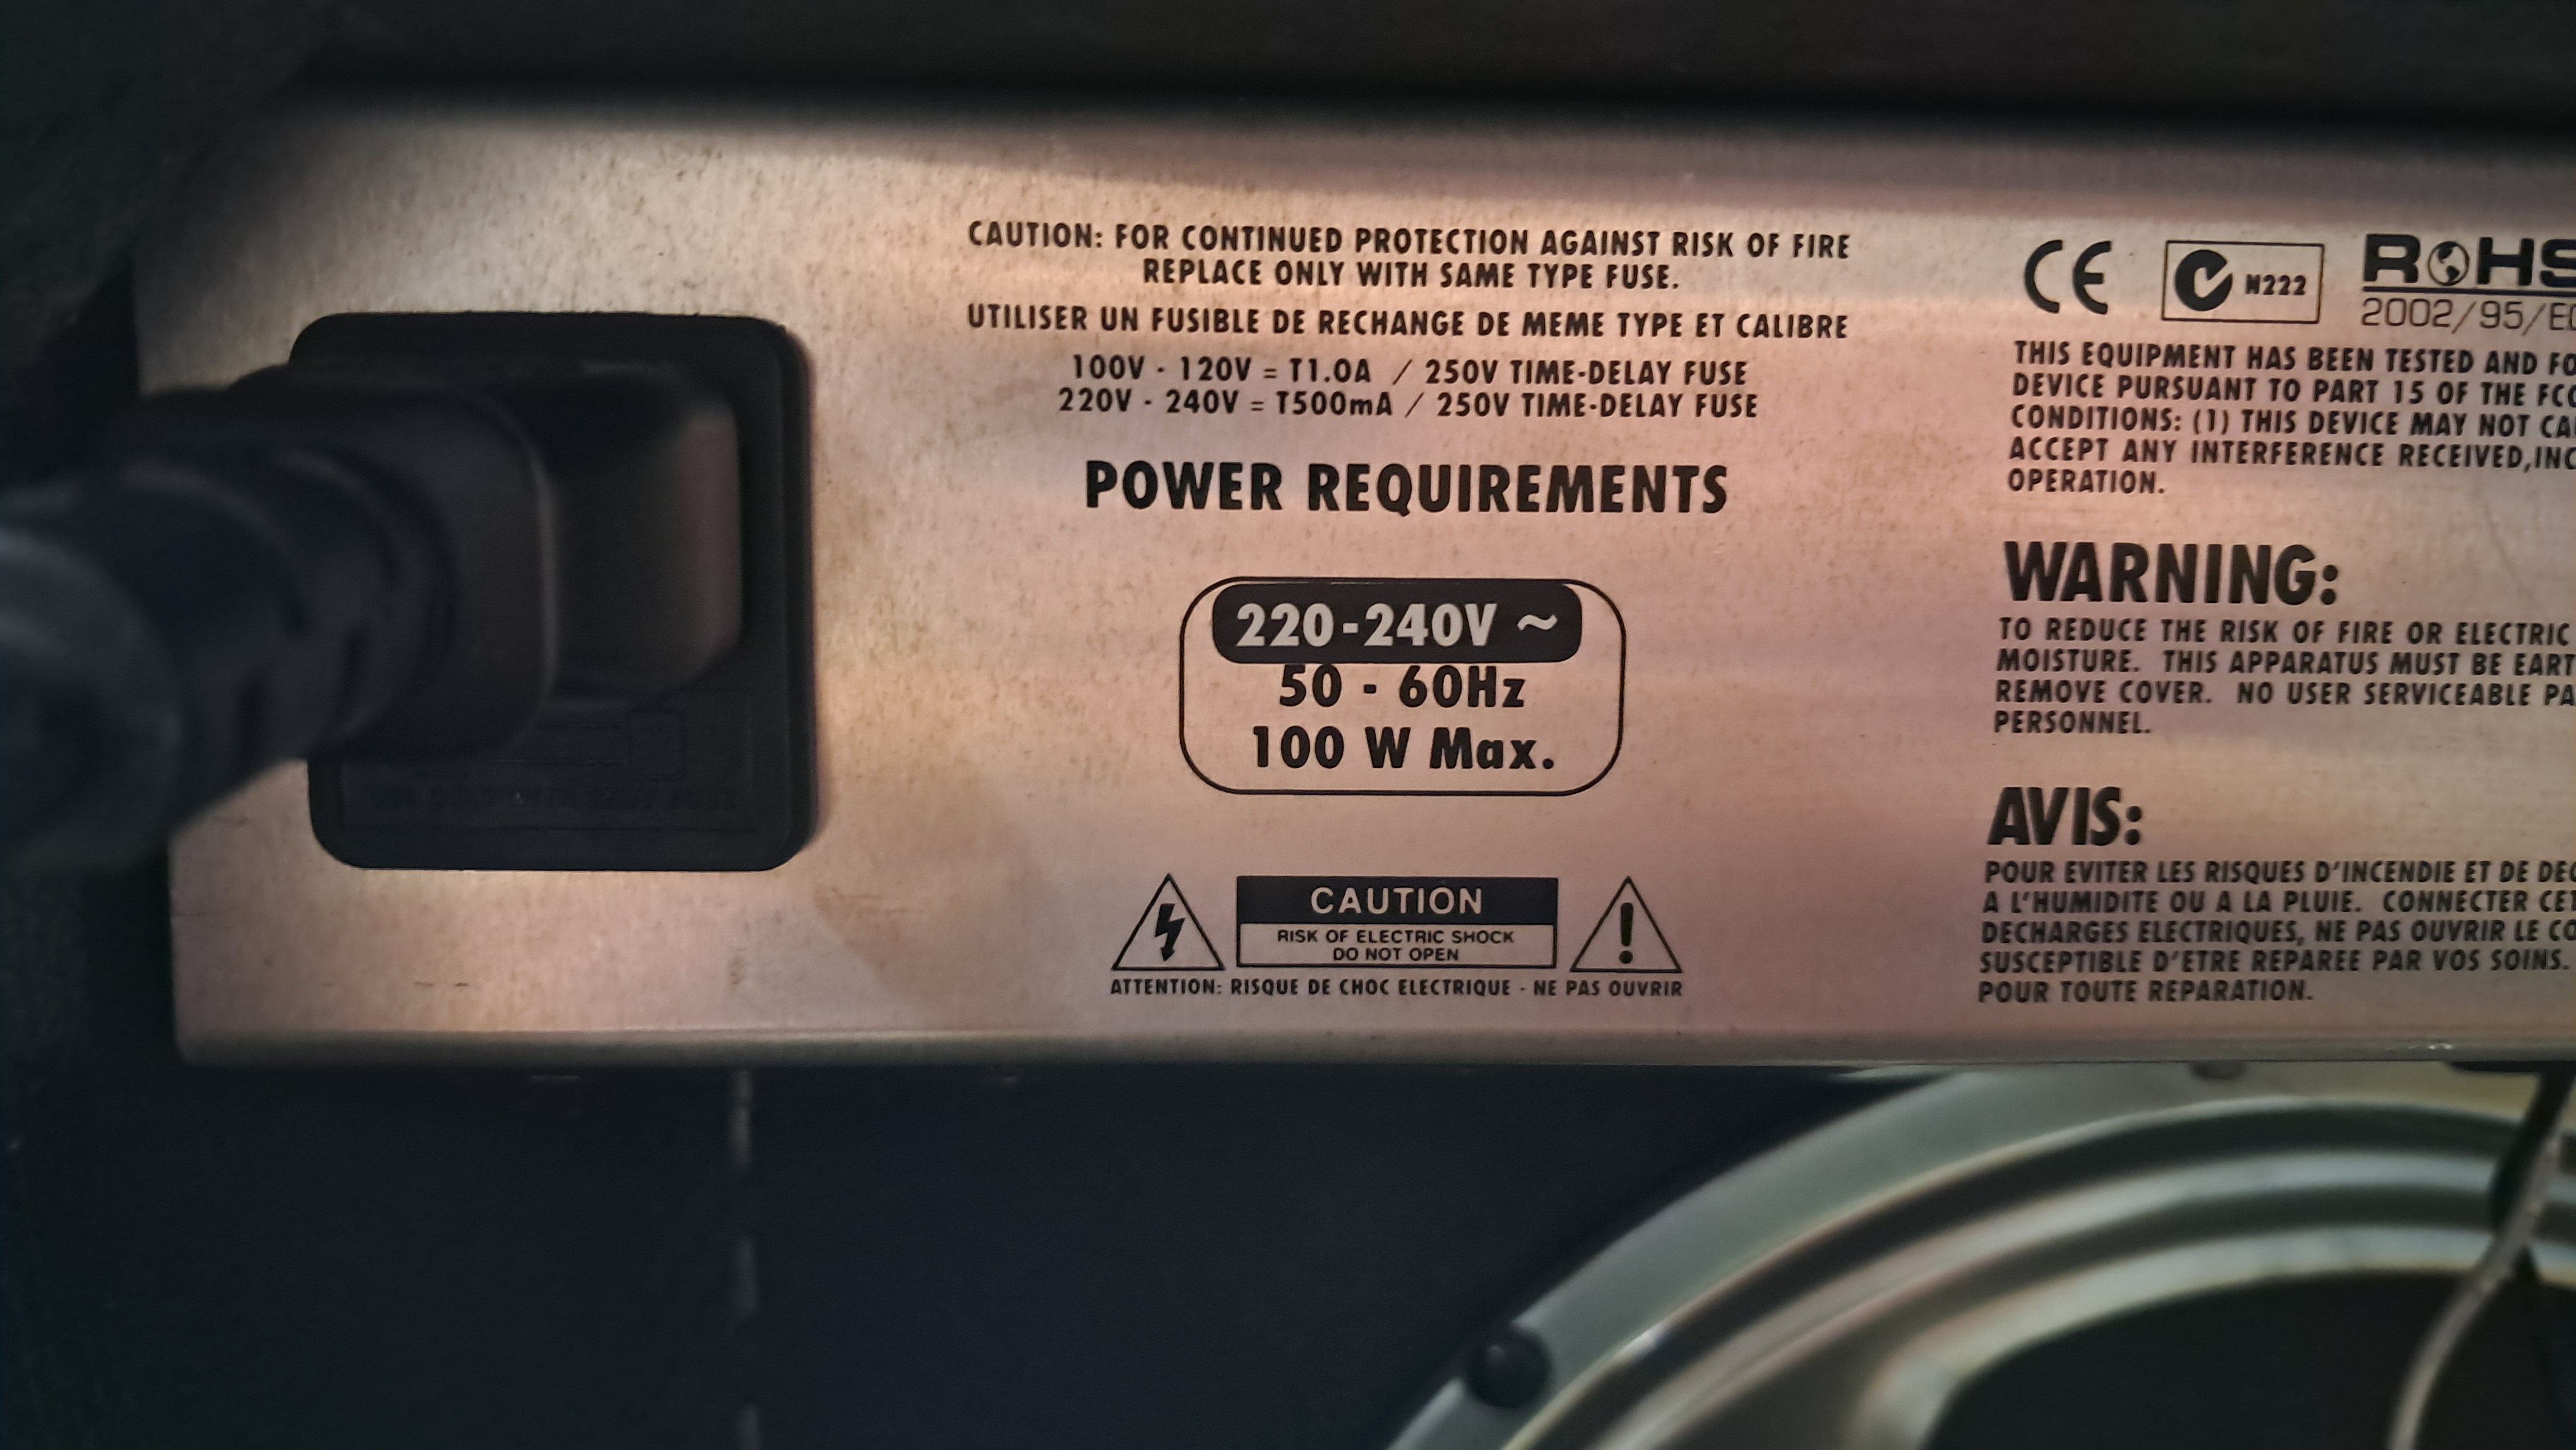 CAUTION: FOR CONTINUED PROTECTION AGAINST RISK OF FIRE
REPLACE ONLY WITH SAME TYPE FUSE.
UTILISER UN FUSIBLE DE RECHANGE DE MEME TYPE ET CALIBRE
100V - 120V = T1.0A / 250V TIME-DELAY FUSE
220V - 240V = T500mA / 250V TIME-DELAY FUSE
POWER REQUIREMENTS
220-240V ~
50 - 60Hz
100 W Max.
CAUTION
RISK OF ELECTRIC SHOCK
DO NOT OPEN
ATTENTION: RISQUE DE CHOC ELECTRIQUE - NE PAS OUVRIR
CE N222 ROHS
2002/95/EC
THIS EQUIPMENT HAS BEEN TESTED AND
DEVICE PURSUANT TO PART 15 OF THE FCC
CONDITIONS: (1) THIS DEVICE MAY NOT
ACCEPT ANY INTERFERENCE RECEIVED,
OPERATION.
WARNING:
TO REDUCE THE RISK OF FIRE OR ELECTRIC
MOISTURE. THIS APPARATUS MUST BE
REMOVE COVER. NO USER SERVICEABLE
PERSONNEL.
AVIS:
POUR EVITER LES RISQUES D'INCENDIE ET DE
A L'HUMIDITE OU A LA PLUIE. CONNECTER
DECHARGES ELECTRIQUES, NE PAS OUVRIR LE
SUSCEPTIBLE D'ETRE REPAREE PAR VOS SOINS.
POUR TOUTE REPARATION.